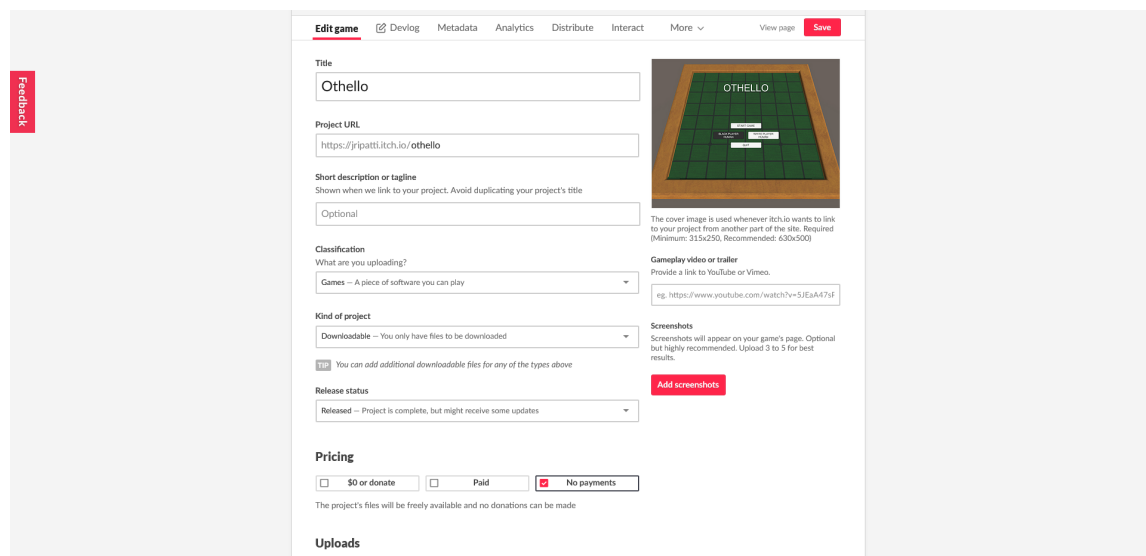 Edit game
Devlog
Metadata
Analytics
Distribute
Interact
More
View page
Save
Feedback
Title
Othello
Project URL
https://jripatti.itch.io/othello
Short description or tagline
Shown when we link to your project. Avoid duplicating your project's title
Optional
Classification
What are you uploading?
Games — A piece of software you can play
Kind of project
Downloadable — You only have files to be downloaded
TIP You can add additional downloadable files for any of the types above
Release status
Released — Project is complete, but might receive some updates
Pricing
$0 or donate
Paid
No payments
The project's files will be freely available and no donations can be made
Uploads
OTHELLO
START GAME
QUIT
The cover image is used whenever itch.io wants to link
to your project from another part of the site. Required
(Minimum: 315x250, Recommended: 630x500)
Gameplay video or trailer
Provide a link to YouTube or Vimeo.
eg. https://www.youtube.com/watch?v=5JEaA47sP
Screenshots
Screenshots will appear on your game's page. Optional
but highly recommended. Upload 3 to 5 for best
results.
Add screenshots